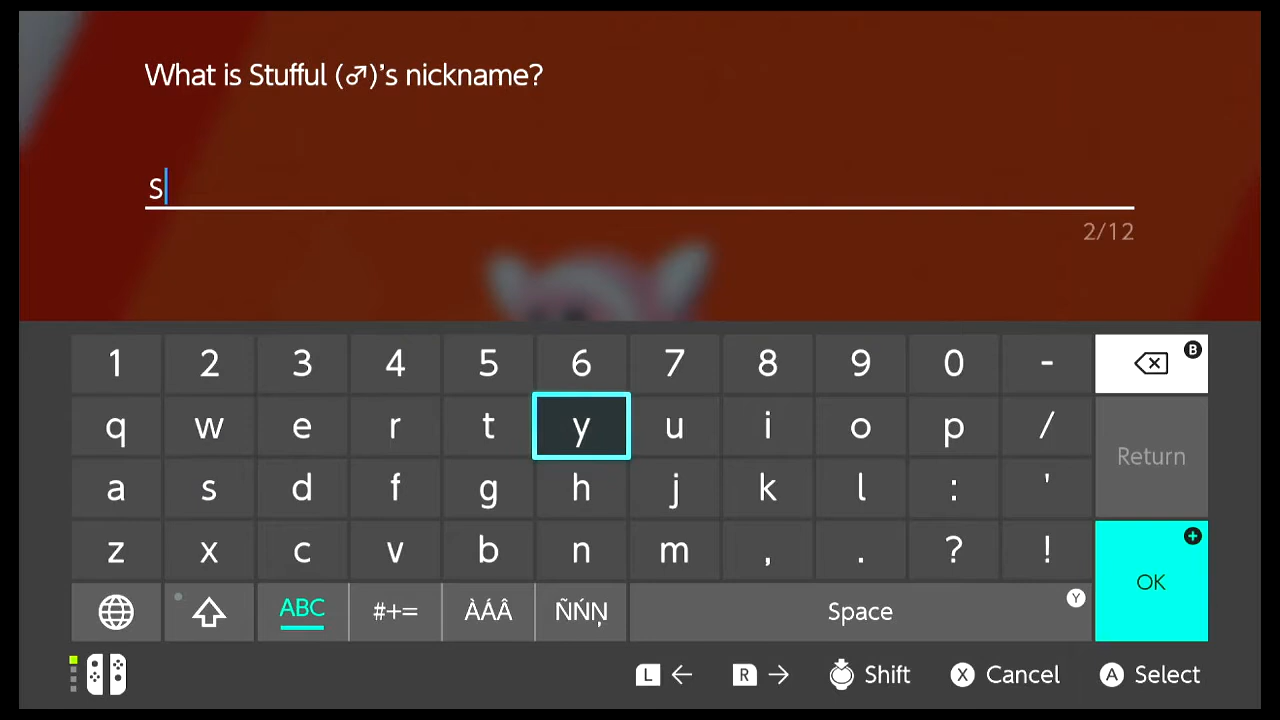 What is Stufful (♂)'s nickname?
S
2/12
1 2 3 4 5 6 7 8 9 0 -
B
q w e r t y u i o p /
Return
a s d f g h j k l : '
z x c v b n m , . ? !
+
OK
ABC #+= ÀÁÂ ÑŃŅ Space Y
L ← R → Shift X Cancel A Select